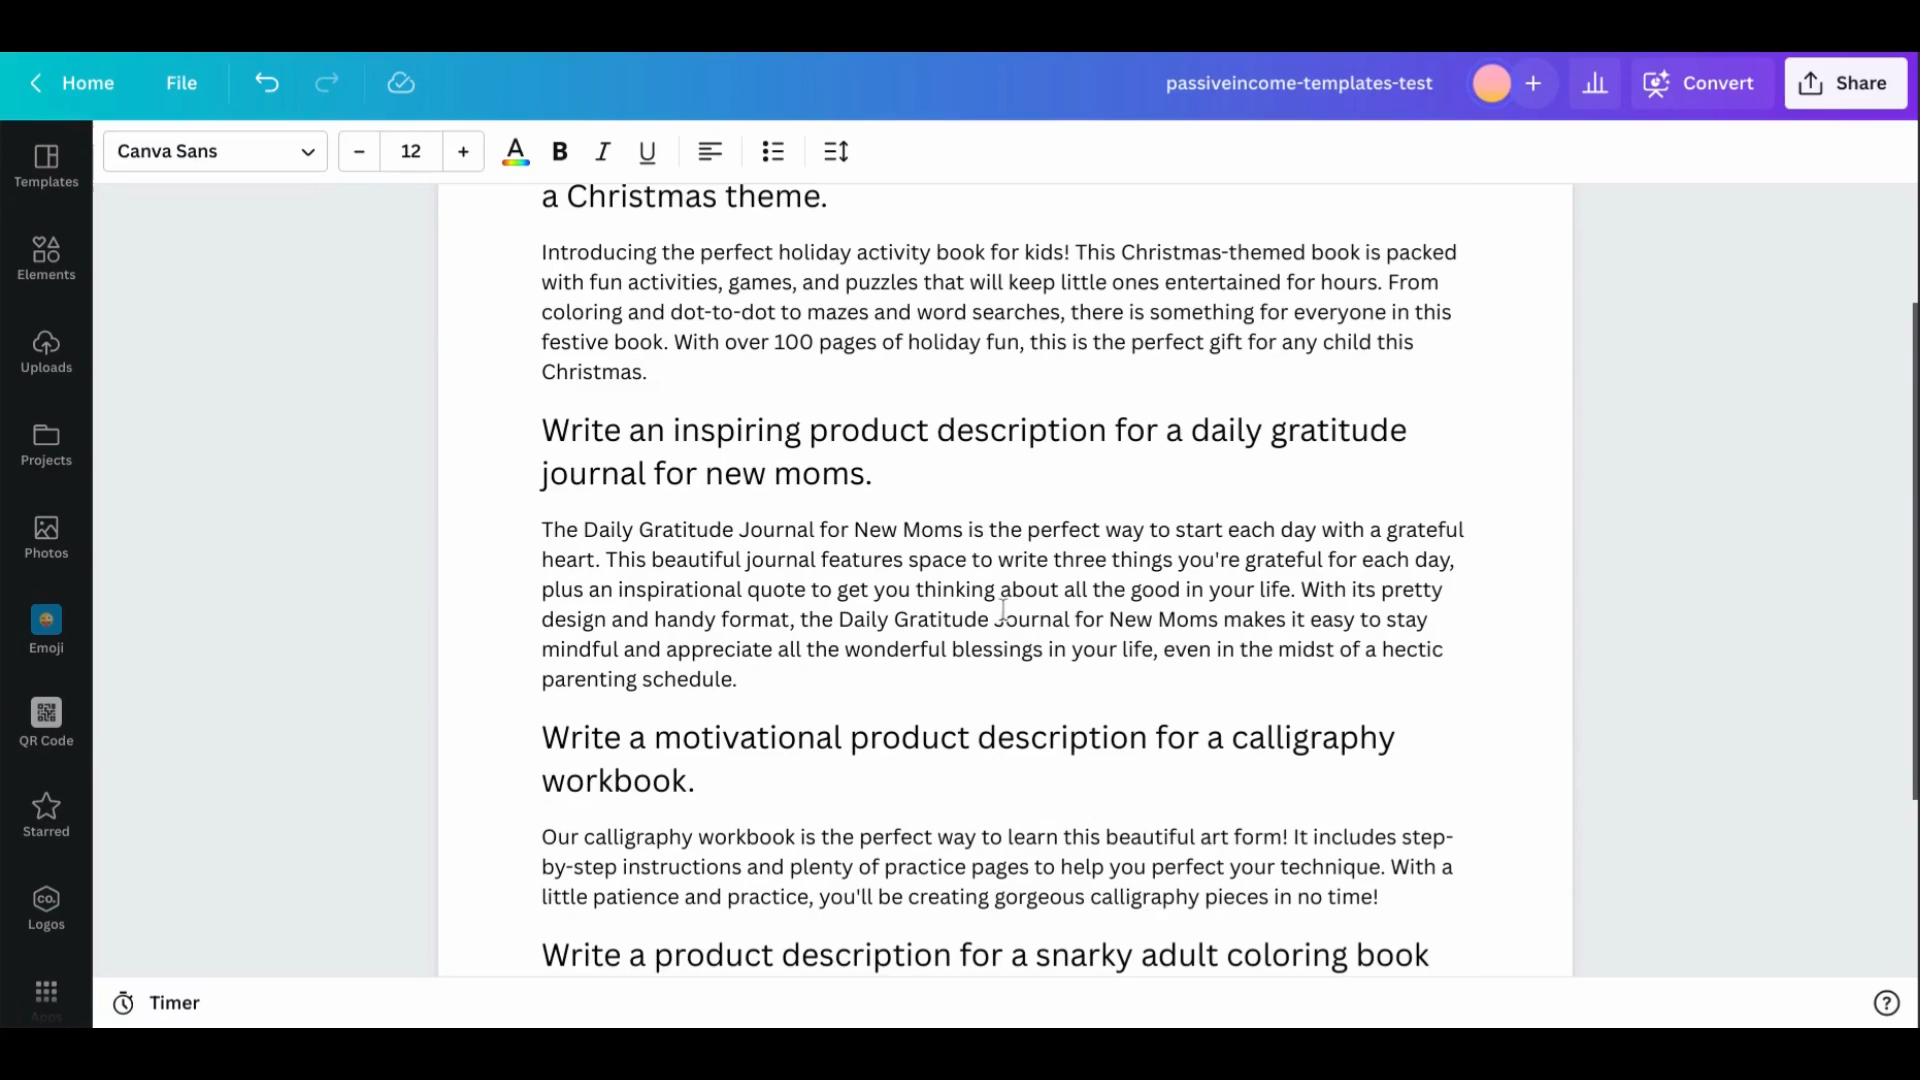 Home File passiveincome-templates-test + Convert Share
Canva Sans - 12 + A B I U
Templates
Elements
Uploads
Projects
Photos
Emoji
QR Code
Starred
CO.
Logos
Apps
a Christmas theme.
Introducing the perfect holiday activity book for kids! This Christmas-themed book is packed
with fun activities, games, and puzzles that will keep little ones entertained for hours. From
coloring and dot-to-dot to mazes and word searches, there is something for everyone in this
festive book. With over 100 pages of holiday fun, this is the perfect gift for any child this
Christmas.
Write an inspiring product description for a daily gratitude
journal for new moms.
The Daily Gratitude Journal for New Moms is the perfect way to start each day with a grateful
heart. This beautiful journal features space to write three things you're grateful for each day,
plus an inspirational quote to get you thinking about all the good in your life. With its pretty
design and handy format, the Daily Gratitude Journal for New Moms makes it easy to stay
mindful and appreciate all the wonderful blessings in your life, even in the midst of a hectic
parenting schedule.
Write a motivational product description for a calligraphy
workbook.
Our calligraphy workbook is the perfect way to learn this beautiful art form! It includes step-
by-step instructions and plenty of practice pages to help you perfect your technique. With a
little patience and practice, you'll be creating gorgeous calligraphy pieces in no time!
Write a product description for a snarky adult coloring book
Timer ?